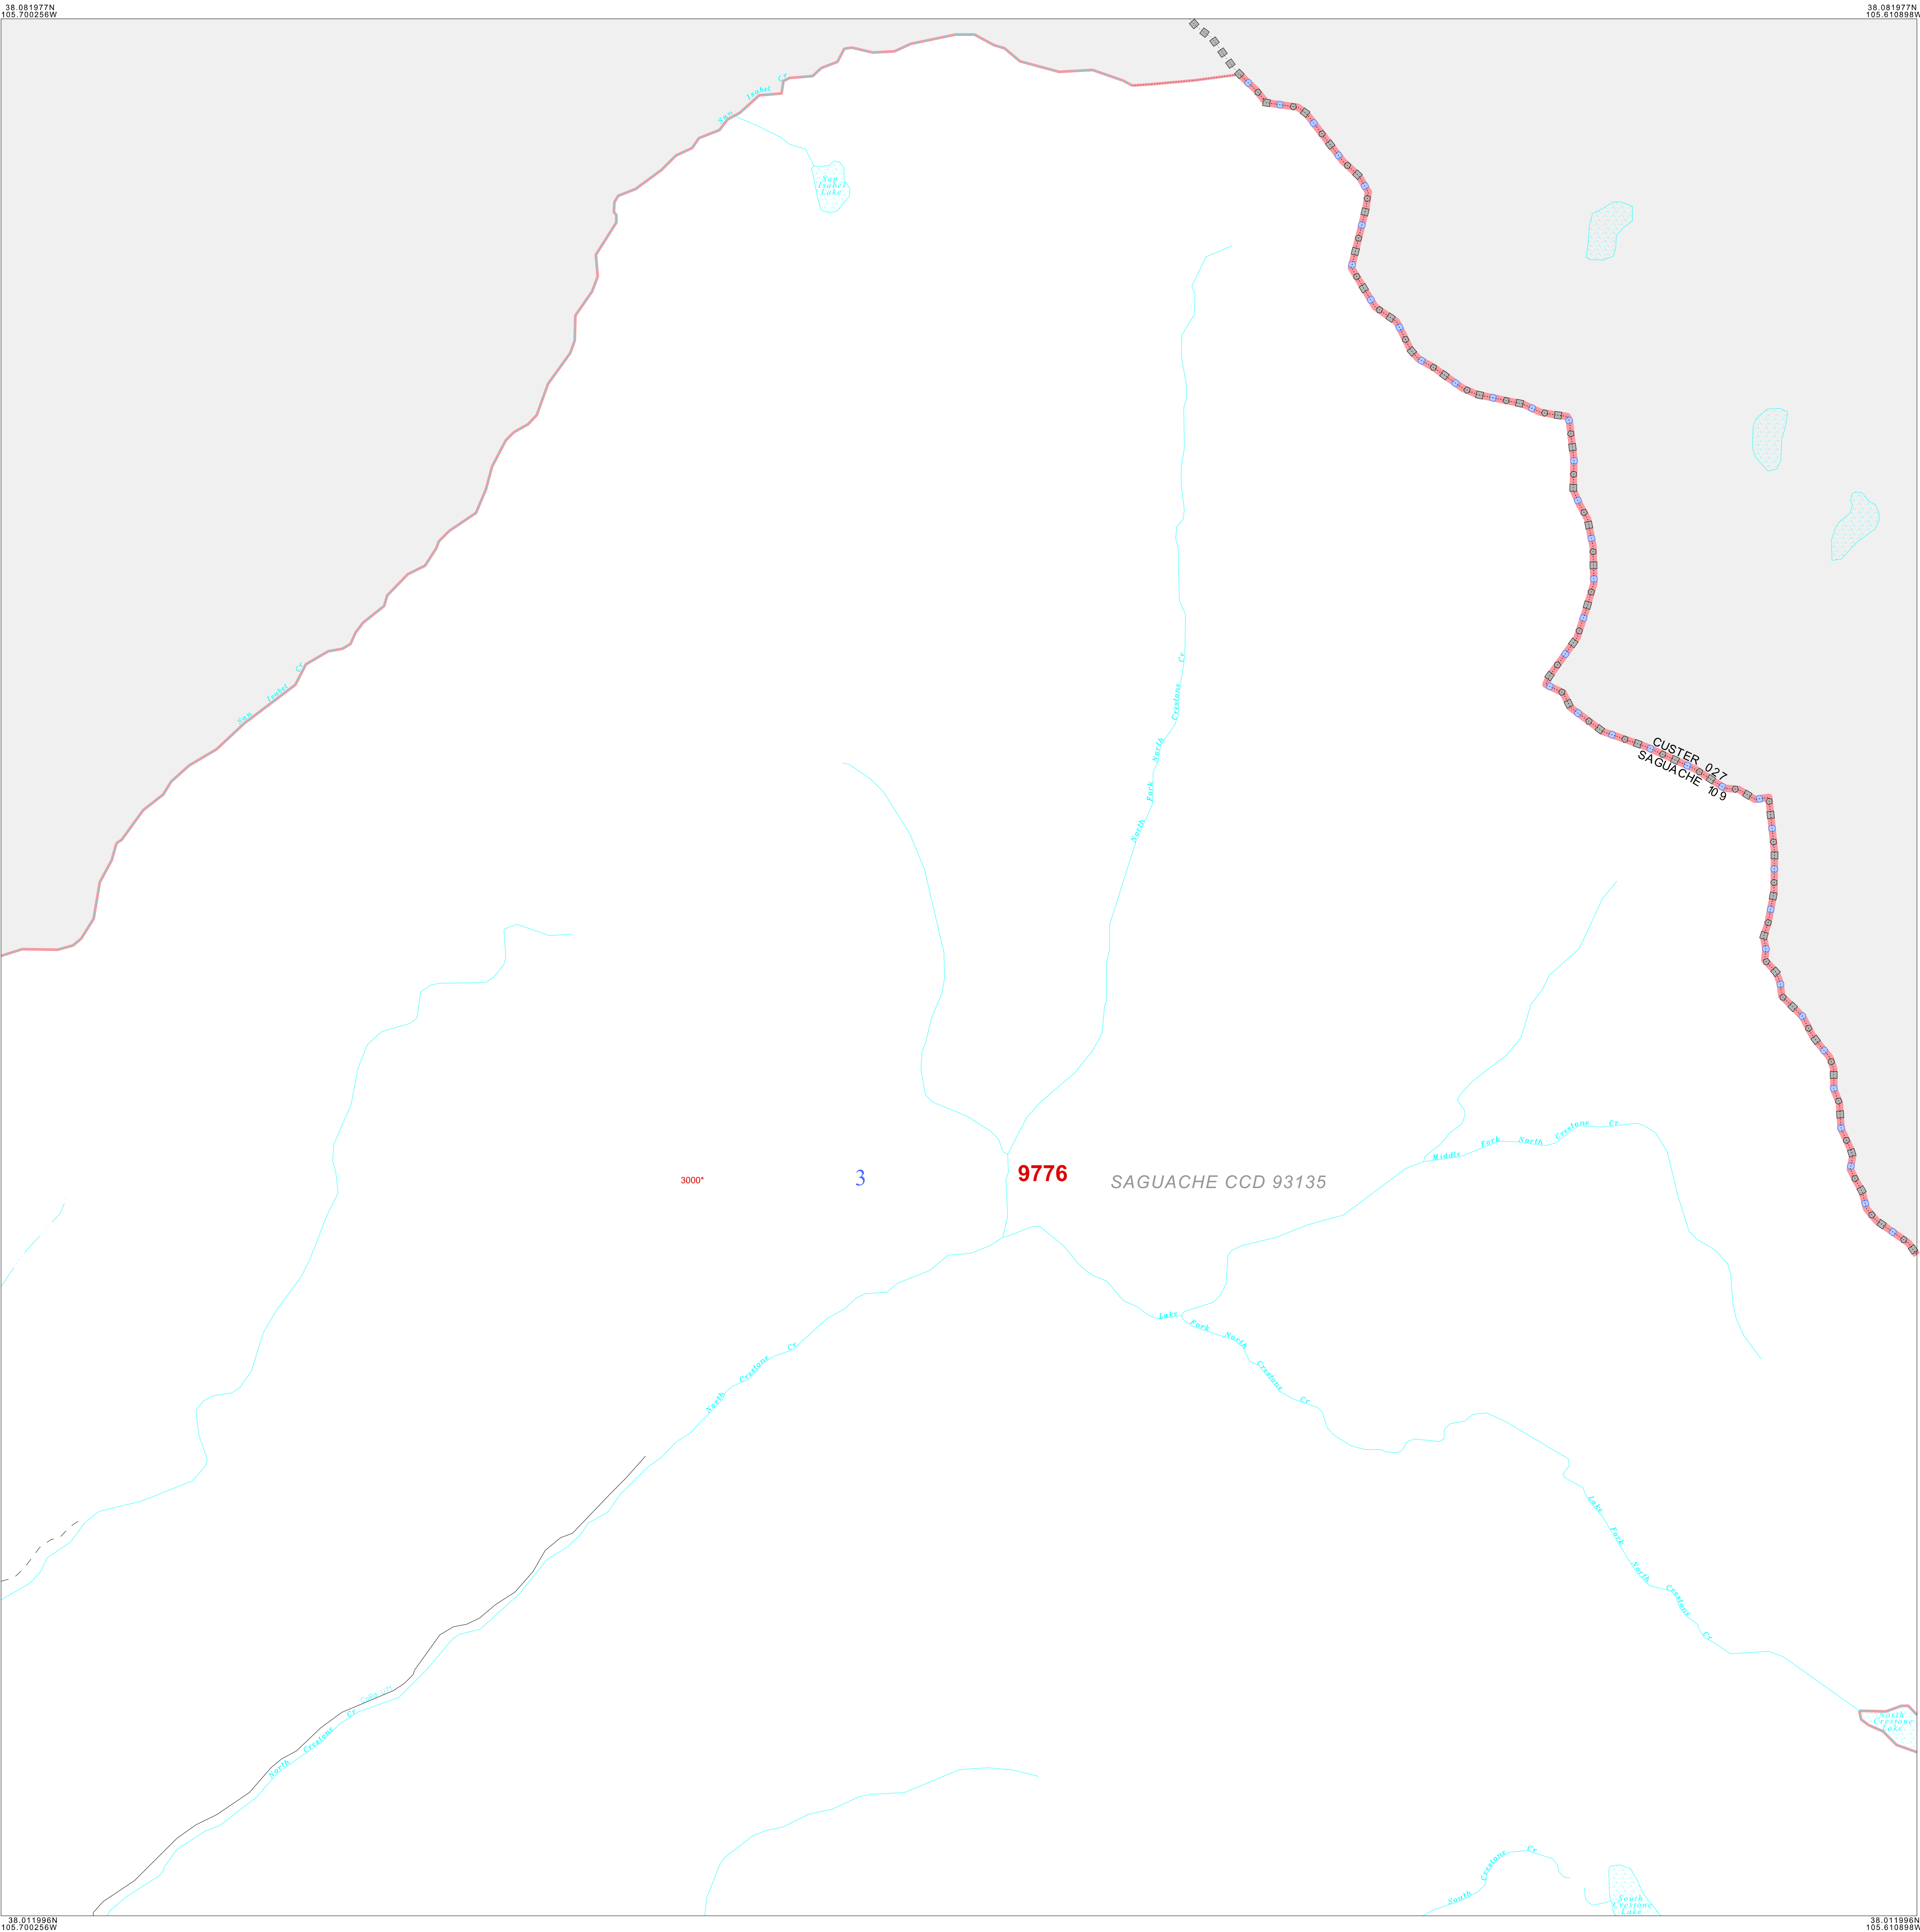 38.081977N
105.700256W
38.081977N
105.610898W
San Isabel Cr
San
Isabel
Lake
San Isabel Cr
North Fork North Crestone Cr
CUSTER 027
SAGUACHE 109
Middle Fork North Crestone Cr
3000*
3
9776
SAGUACHE CCD 93135
Lake Fork North Crestone Cr
North Crestone Cr
Lake Fork North Crestone Cr
North Crestone Cr
North
Crestone
Lake
South Crestone Cr
South
Crestone
Lake
38.011996N
105.700256W
38.011996N
105.610898W